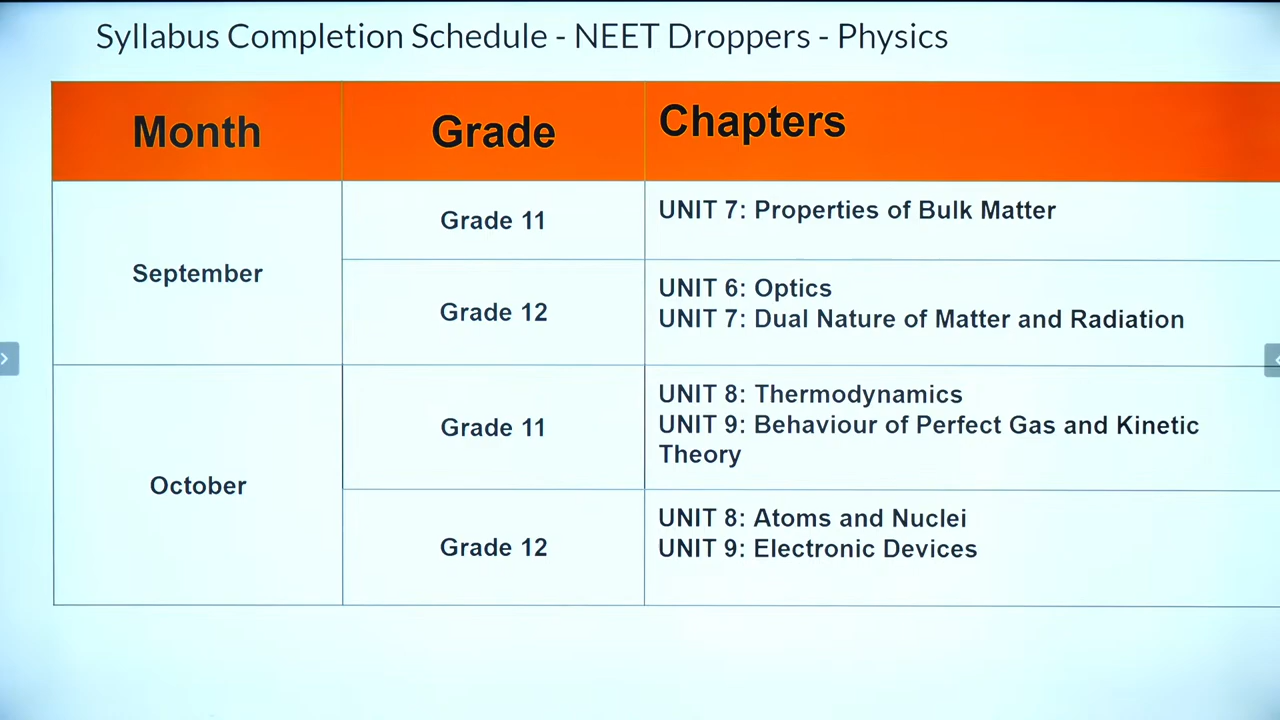 Syllabus Completion Schedule - NEET Droppers - Physics
Month Grade Chapters
September
Grade 11
UNIT 7: Properties of Bulk Matter
Grade 12
UNIT 6: Optics
UNIT 7: Dual Nature of Matter and Radiation
October
Grade 11
UNIT 8: Thermodynamics
UNIT 9: Behaviour of Perfect Gas and Kinetic
Theory
Grade 12
UNIT 8: Atoms and Nuclei
UNIT 9: Electronic Devices